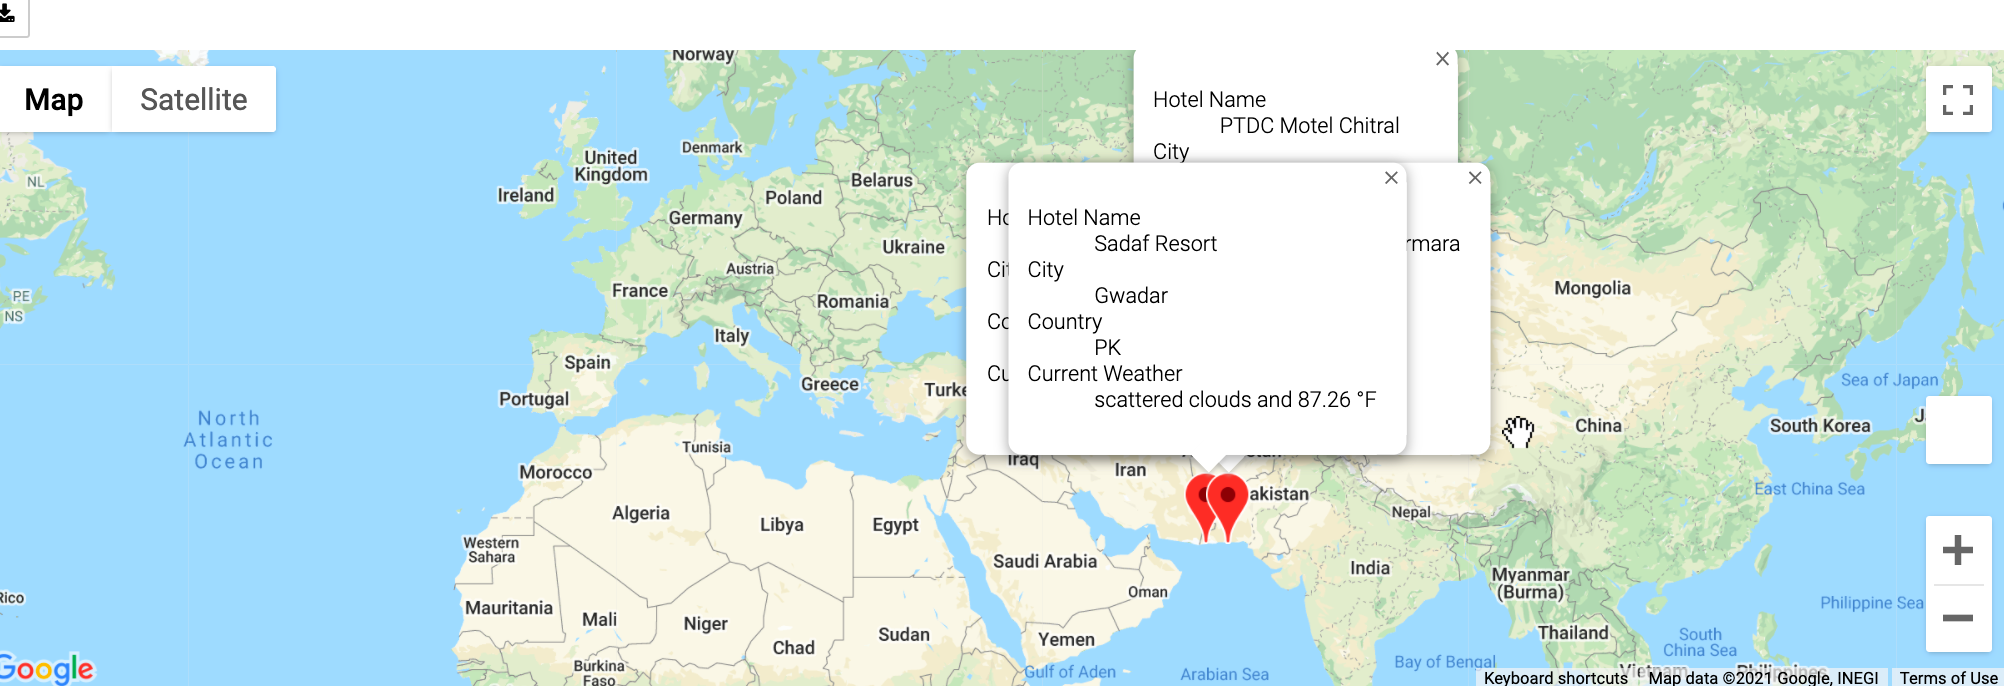 Map
Satellite
Hotel Name
PTDC Motel Chitral
City
Hotel Name
Sadaf Resort
City
Gwadar
Country
PK
Current Weather
scattered clouds and 87.26 °F
Ho
Cit
Co
Cu
rmara
Norway
Denmark
United
Kingdom
Ireland
Poland
Belarus
Germany
Ukraine
Austria
France
Romania
Italy
Spain
Portugal
Greece
Turke
NL
PE
NS
North
Atlantic
Ocean
Tunisia
Morocco
Algeria
Libya
Egypt
Western
Sahara
Mauritania
Mali
Niger
Chad
Sudan
Burkina
Faso
Iraq
Iran
akistan
Saudi Arabia
Oman
Yemen
Gulf of Aden
Arabian Sea
Nepal
India
Bay of Bengal
Myanmar
(Burma)
Thailand
Vietnam
Philippines
South
China Sea
Philippine Sea
East China Sea
South Korea
Sea of Japan
China
Mongolia
Rico
Google
Keyboard shortcuts
Map data ©2021 Google, INEGI
Terms of Use